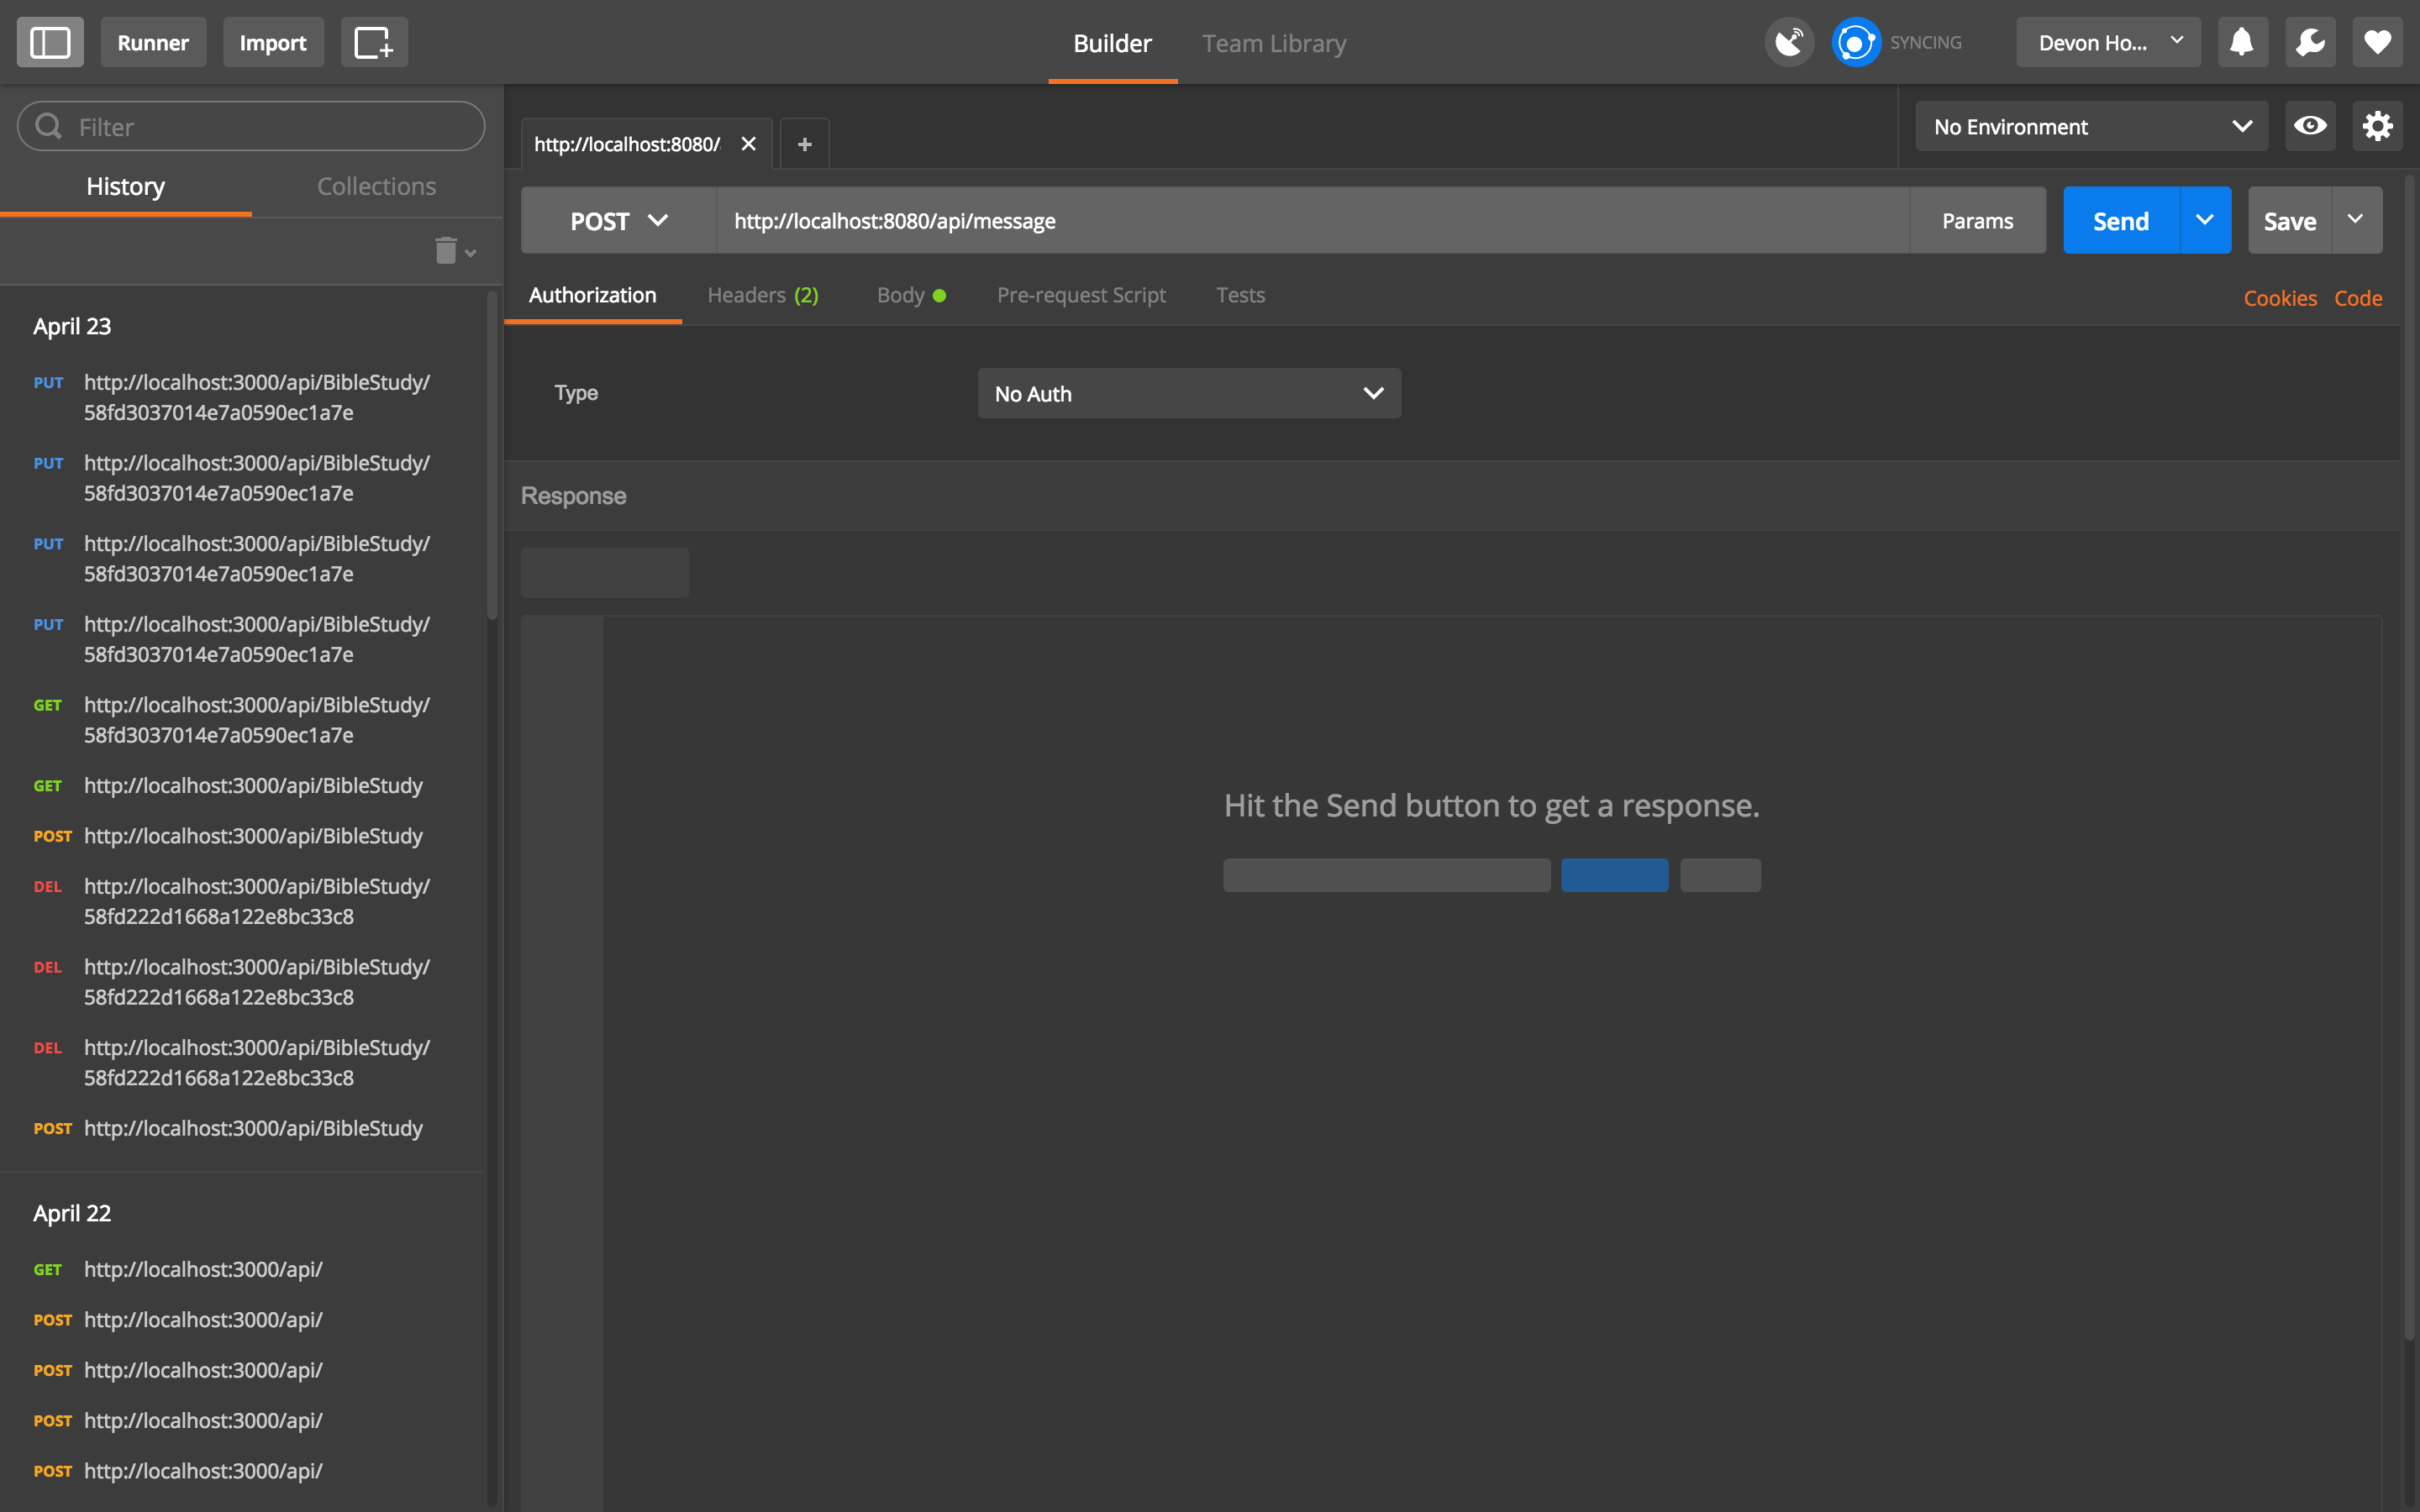 Runner Import Builder Team Library SYNCING Devon Ho...
Filter
History Collections
April 23
PUT http://localhost:3000/api/BibleStudy/
58fd3037014e7a0590ec1a7e
PUT http://localhost:3000/api/BibleStudy/
58fd3037014e7a0590ec1a7e
PUT http://localhost:3000/api/BibleStudy/
58fd3037014e7a0590ec1a7e
PUT http://localhost:3000/api/BibleStudy/
58fd3037014e7a0590ec1a7e
GET http://localhost:3000/api/BibleStudy/
58fd3037014e7a0590ec1a7e
GET http://localhost:3000/api/BibleStudy
POST http://localhost:3000/api/BibleStudy
DEL http://localhost:3000/api/BibleStudy/
58fd222d1668a122e8bc33c8
DEL http://localhost:3000/api/BibleStudy/
58fd222d1668a122e8bc33c8
DEL http://localhost:3000/api/BibleStudy/
58fd222d1668a122e8bc33c8
POST http://localhost:3000/api/BibleStudy
April 22
GET http://localhost:3000/api/
POST http://localhost:3000/api/
POST http://localhost:3000/api/
POST http://localhost:3000/api/
POST http://localhost:3000/api/
http://localhost:8080/
No Environment
POST http://localhost:8080/api/message Params Send Save
Authorization Headers (2) Body Pre-request Script Tests Cookies Code
Type No Auth
Response
Hit the Send button to get a response.